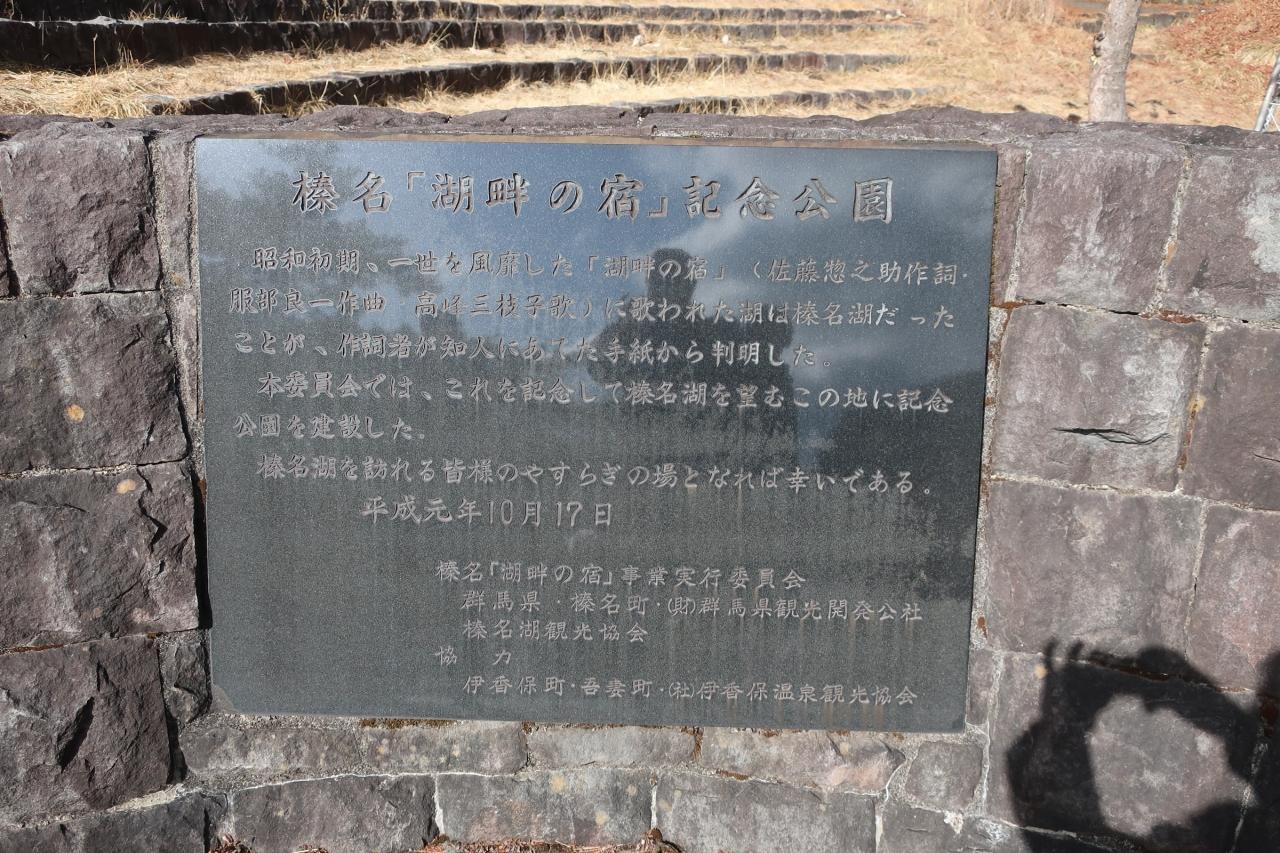 榛名「湖畔の宿」記念公園
昭和初期、一世を風靡した「湖畔の宿」(佐藤惣之助作詞・
服部良一作曲・高峰三枝子歌)に歌われた湖は榛名湖だった
ことが、作詞者が知人にあてた手紙から判明した。
本委員会では、これを記念して榛名湖を望むこの地に記念
公園を建設した。
榛名湖を訪れる皆様のやすらぎの場となれば幸いである。
平成元年10月17日
榛名「湖畔の宿」事業実行委員会
群馬県・榛名町・(財)群馬県観光開発公社
榛名湖観光協会
協 力
伊香保町・吾妻町・(社)伊香保温泉観光協会